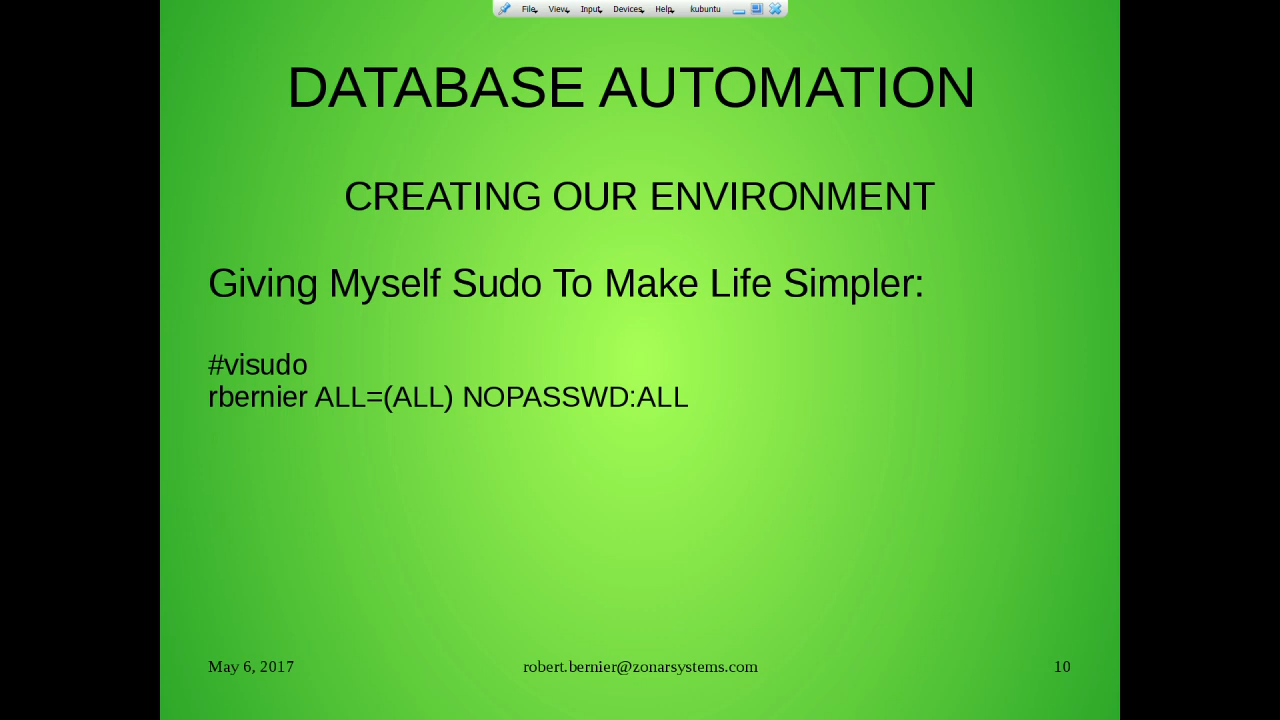 File View Input Devices Help kubuntu
DATABASE AUTOMATION
CREATING OUR ENVIRONMENT
Giving Myself Sudo To Make Life Simpler:
#visudo
rbernier ALL=(ALL) NOPASSWD:ALL
May 6, 2017 robert.bernier@zonarsystems.com 10